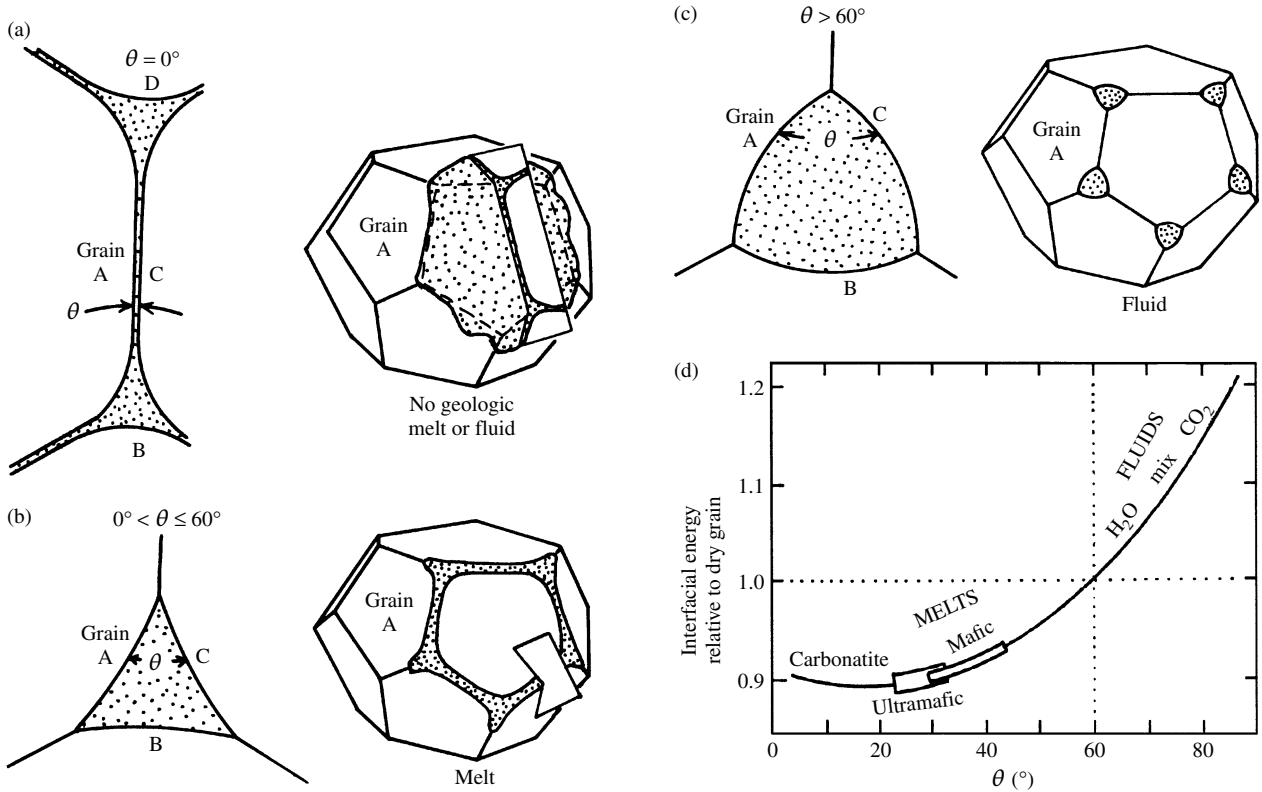 (a)
θ = 0°
D
Grain
A
C
θ
B
Grain
A
No geologic
melt or fluid
(b)
0° < θ ≤ 60°
Grain
A
θ
C
B
Grain
A
Melt
(c)
θ > 60°
Grain
A
C
θ
B
Grain
A
Fluid
(d)
Interfacial energy
relative to dry grain
1.2
1.1
1.0
0.9
FLUIDS
H₂O mix CO₂
MELTS
Mafic
Carbonatite
Ultramafic
0 20 40 60 80
θ (°)